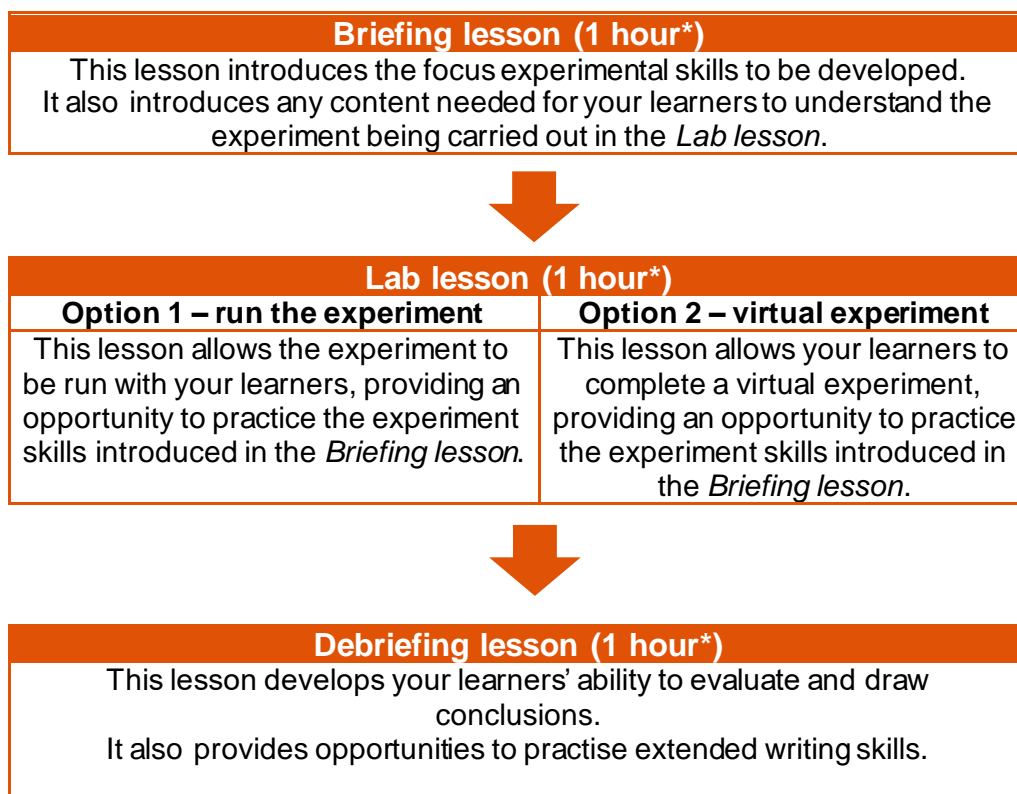 Briefing lesson (1 hour*)
This lesson introduces the focus experimental skills to be developed.
It also introduces any content needed for your learners to understand the
experiment being carried out in the Lab lesson.
Lab lesson (1 hour*)
Option 1 – run the experiment
This lesson allows the experiment to
be run with your learners, providing an
opportunity to practice the experiment
skills introduced in the Briefing lesson.
Option 2 – virtual experiment
This lesson allows your learners to
complete a virtual experiment,
providing an opportunity to practice
the experiment skills introduced in
the Briefing lesson.
Debriefing lesson (1 hour*)
This lesson develops your learners’ ability to evaluate and draw
conclusions.
It also provides opportunities to practise extended writing skills.